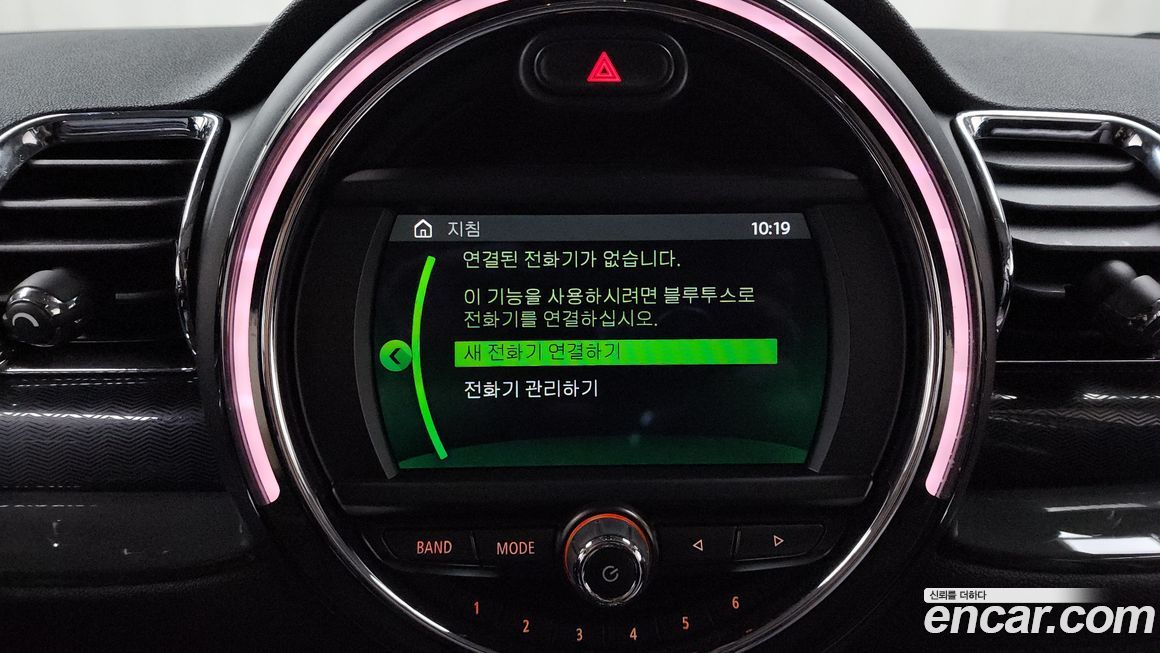 지침
10:19
연결된 전화기가 없습니다.
이 기능을 사용하시려면 블루투스로
전화기를 연결하십시오.
새 전화기 연결하기
전화기 관리하기
BAND
MODE
1
2
3
4
5
6
신뢰를 더하다
encar.com